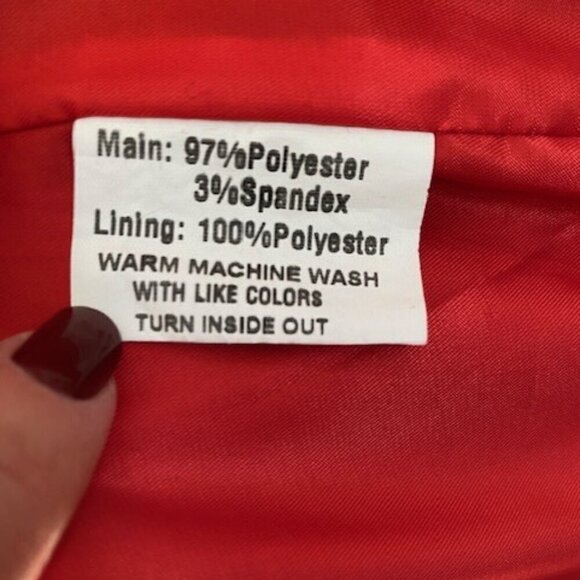 Main: 97%Polyester
3%Spandex
Lining: 100%Polyester
WARM MACHINE WASH
WITH LIKE COLORS
TURN INSIDE OUT